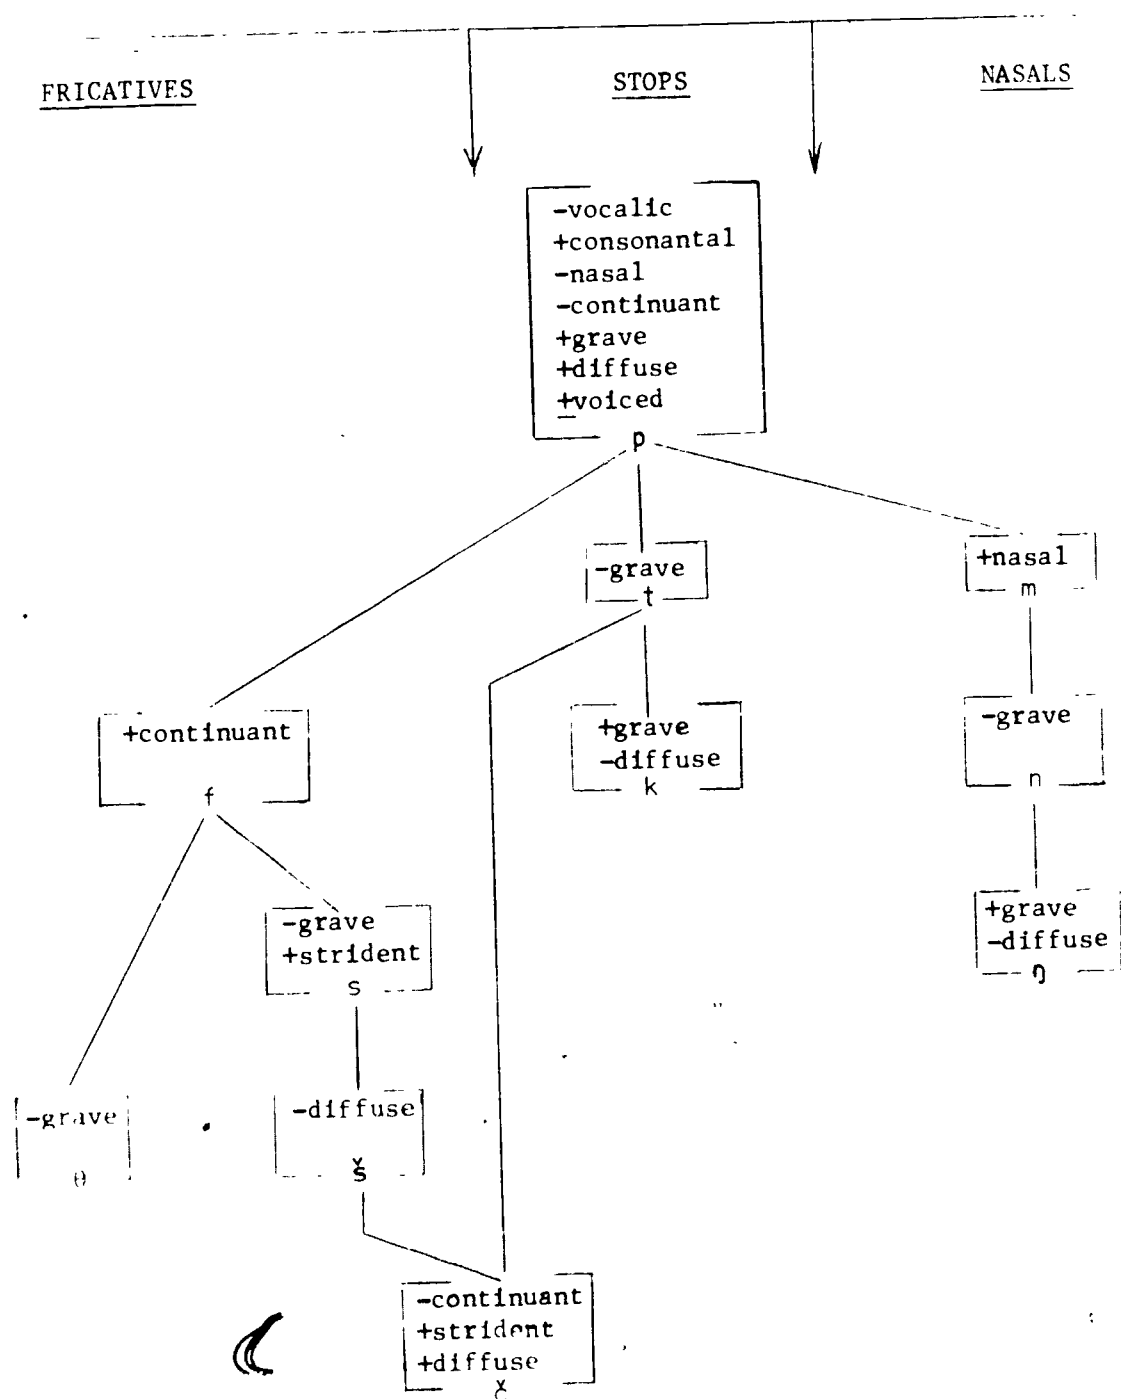 FRICATIVES
STOPS
NASALS
-vocalic
+consonantal
-nasal
-continuant
+grave
+diffuse
±voiced
p
-grave
t
+nasal
m
+continuant
f
+grave
-diffuse
k
-grave
n
-grave
+strident
s
+grave
-diffuse
ŋ
-grave
θ
-diffuse
š
-continuant
+strident
+diffuse
č